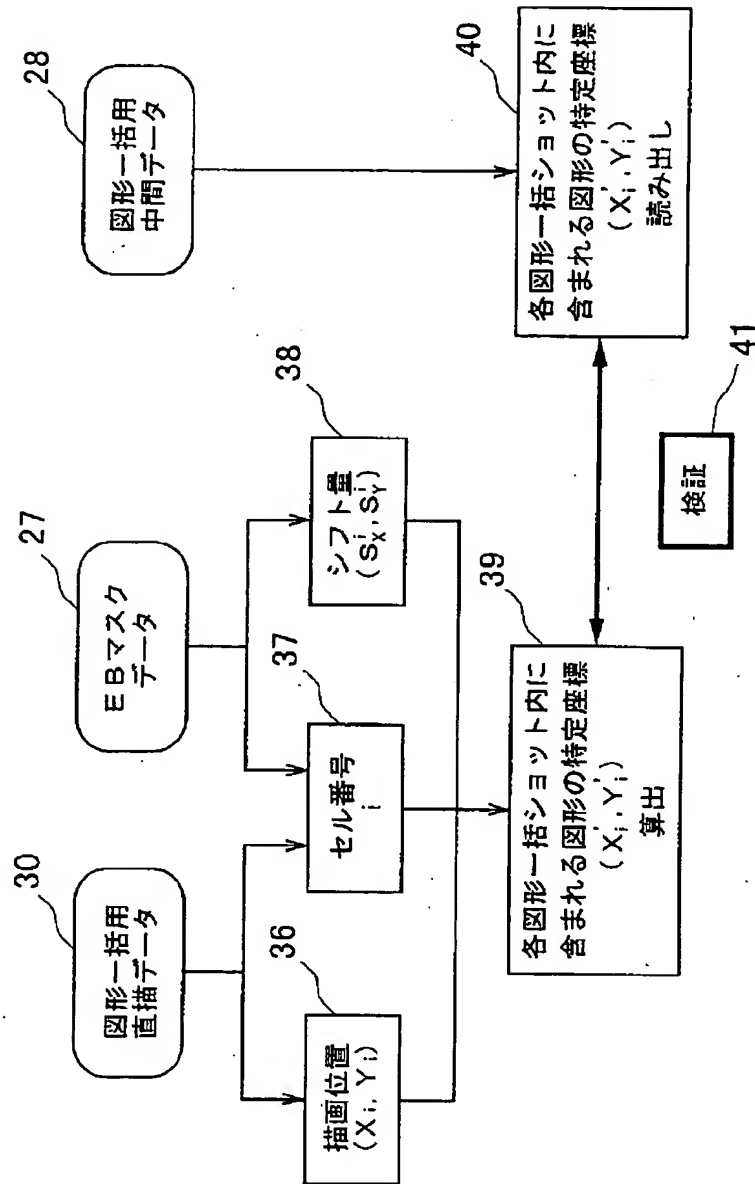 30
図形一括用
直描データ
27
EBマスク
データ
28
図形一括用
中間データ
36
描画位置
(Xi, Yi)
37
セル番号
i
38
シフト量
(S^i_X, S^i_Y)
39
各図形一括ショット内に
含まれる図形の特定座標
(X'i, Y'i)
算出
40
各図形一括ショット内に
含まれる図形の特定座標
(X'i, Y'i)
読み出し
検証
41